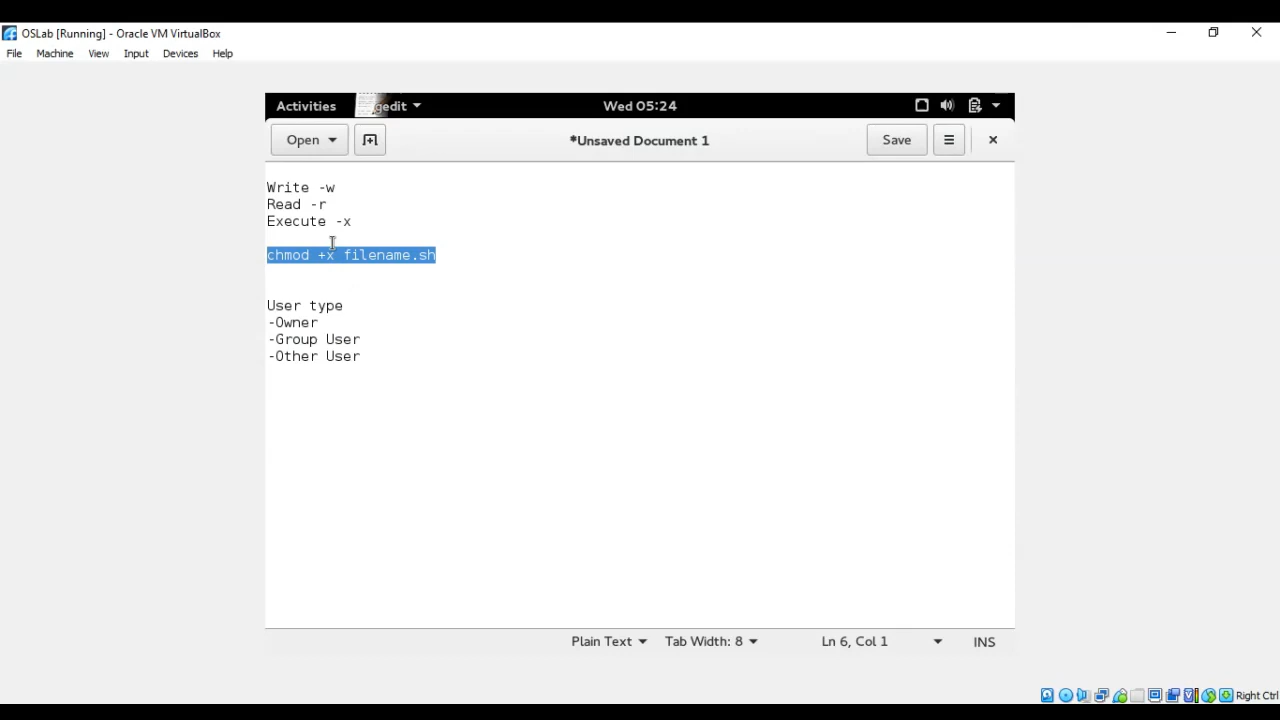 OSLab [Running] - Oracle VM VirtualBox
File Machine View Input Devices Help
Activities gedit Wed 05:24
Open *Unsaved Document 1 Save
Write -w
Read -r
Execute -x
chmod +x filename.sh
User type
-Owner
-Group User
-Other User
Plain Text Tab Width: 8 Ln 6, Col 1 INS
Right Ctrl